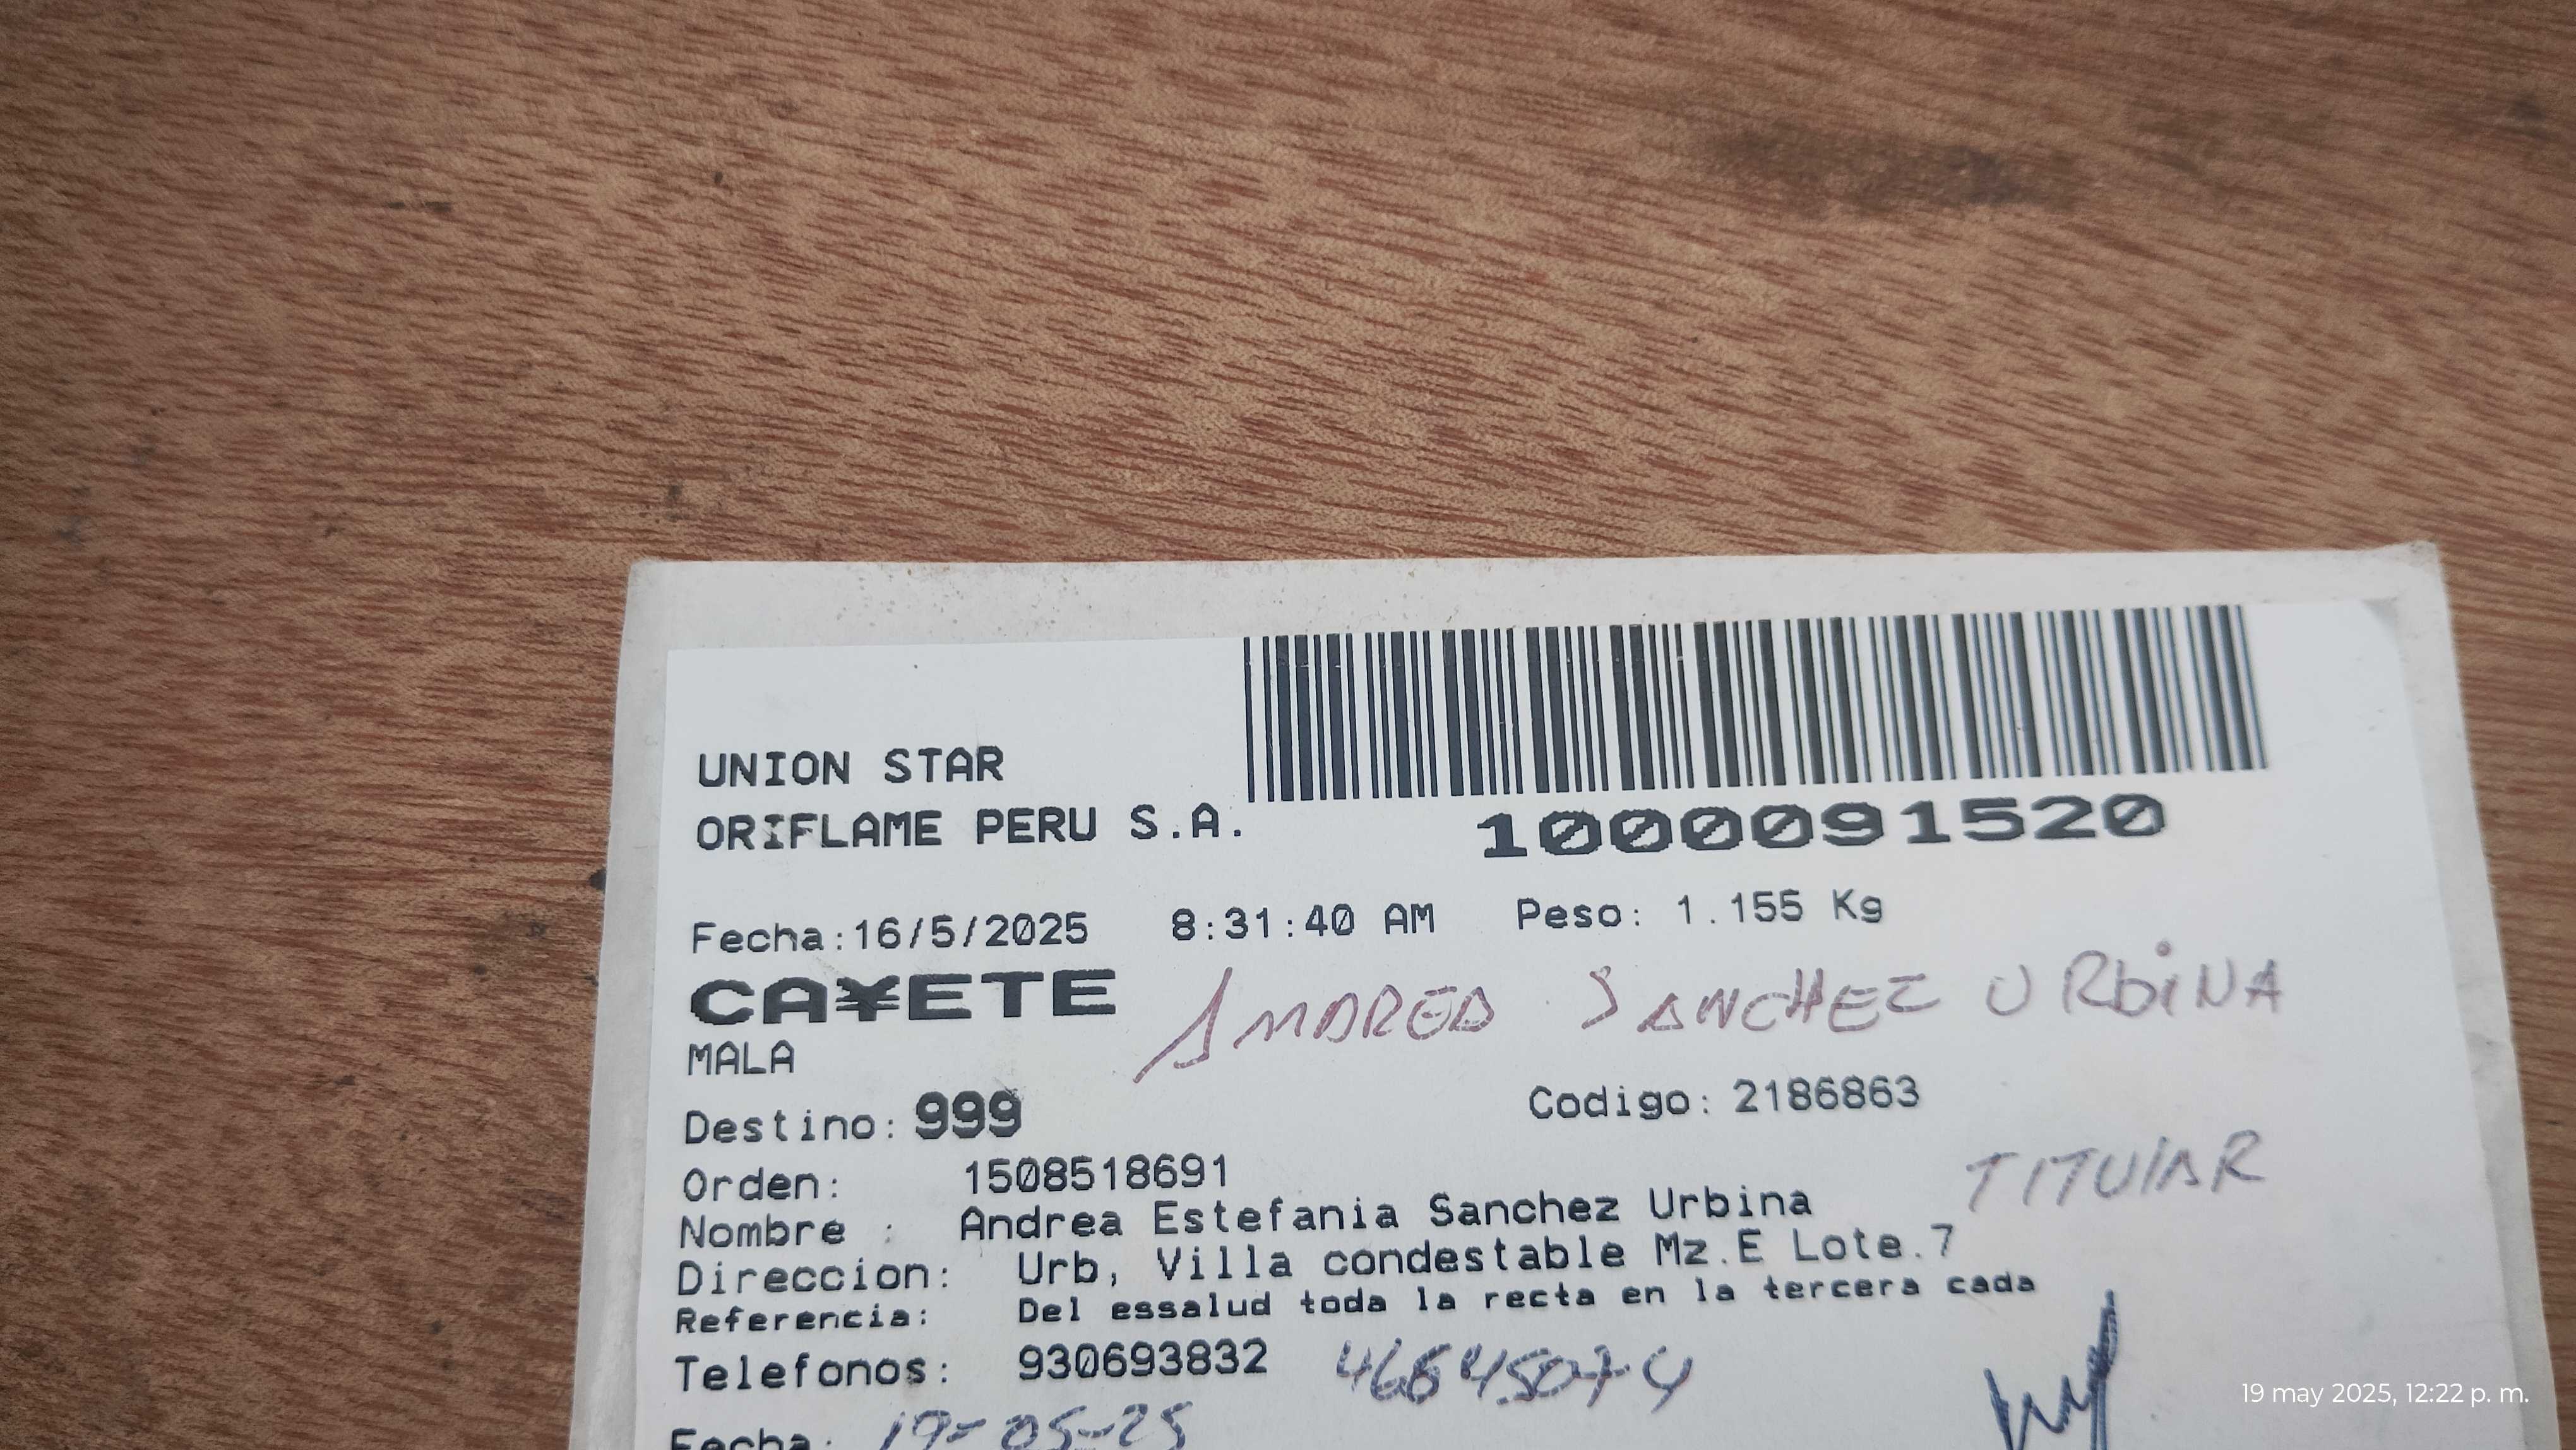 UNION STAR
ORIFLAME PERU S.A.
1000091520
Fecha:16/5/2025 8:31:40 AM Peso: 1.155 Kg
CA¥ETE
ANDREA SANCHEZ URbiNA
MALA
Destino: 999 Codigo: 2186863
Orden: 1508518691
TITUlAR
Nombre : Andrea Estefania Sanchez Urbina
Direccion: Urb, Villa condestable Mz.E Lote.7
Referencia: Del essalud toda la recta en la tercera cada
Telefonos: 930693832
Fecha: 19-05-25
19 may 2025, 12:22 p. m.